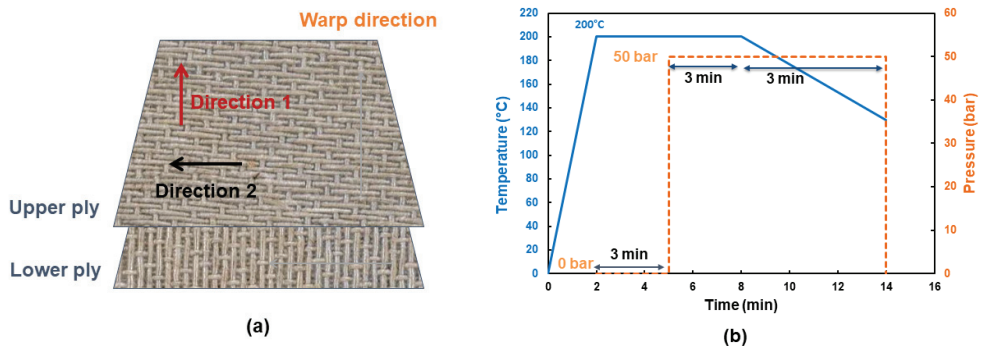 Warp direction
Direction 1
Direction 2
Upper ply
Lower ply
(a)
Temperature (°C)
220
200
180
160
140
120
100
80
60
40
20
0
200°C
50 bar
3 min
3 min
0 bar
3 min
0
2
4
6
8
10
12
14
16
Time (min)
60
50
40
30
20
10
0
Pressure (bar)
(b)